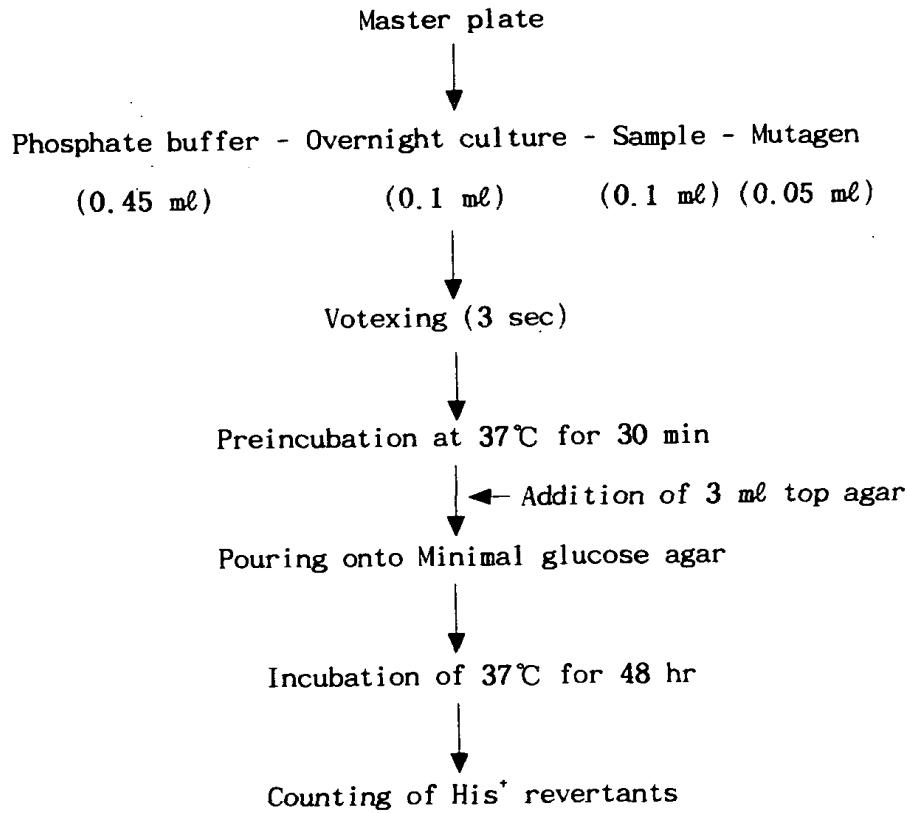 Master plate
Phosphate buffer - Overnight culture - Sample - Mutagen
(0.45 mℓ) (0.1 mℓ) (0.1 mℓ) (0.05 mℓ)
Votexing (3 sec)
Preincubation at 37℃ for 30 min
Addition of 3 mℓ top agar
Pouring onto Minimal glucose agar
Incubation of 37℃ for 48 hr
Counting of His⁺ revertants